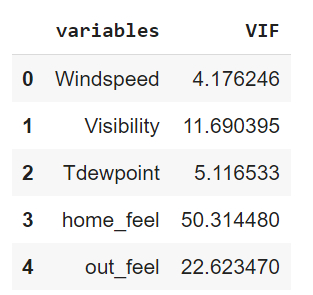 variables VIF
0 Windspeed 4.176246
1 Visibility 11.690395
2 Tdewpoint 5.116533
3 home_feel 50.314480
4 out_feel 22.623470